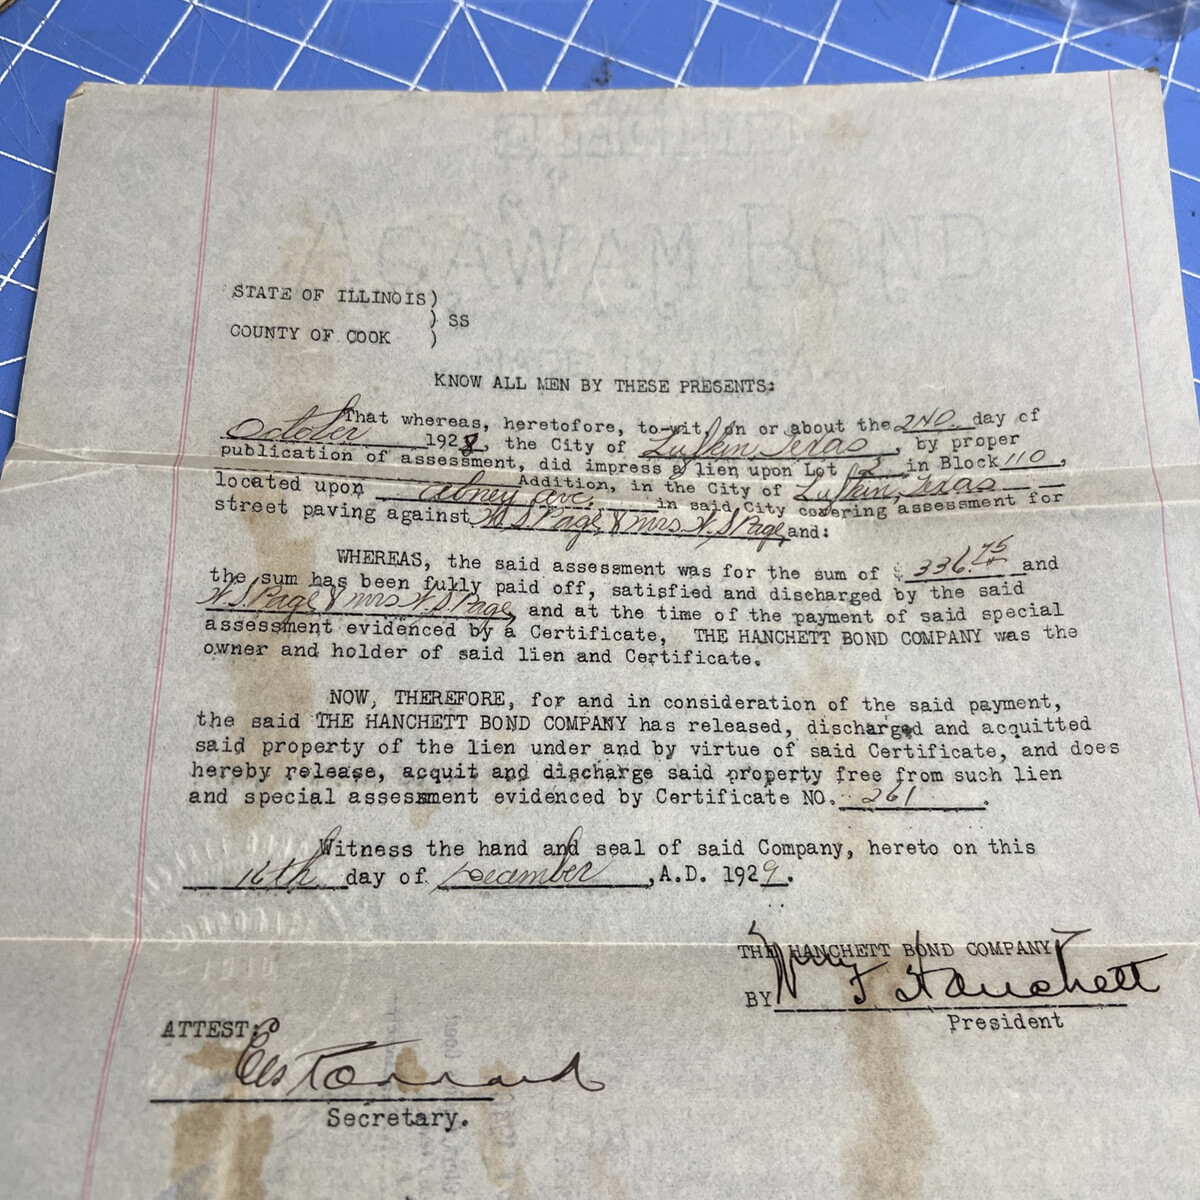 AGAWAM BOND
STATE OF ILLINOIS)
) SS
COUNTY OF COOK )
KNOW ALL MEN BY THESE PRESENTS:
That whereas, heretofore, to-wit, on or about the 2ND day of
October 1928, the City of Lufkin, Texas, by proper
publication of assessment, did impress a lien upon Lot 2 in Block 110,
Addition, in the City of Lufkin, Texas
located upon Abney Ave, in said City covering assessment for
street paving against W S Page & Mrs. W. S Page and:
WHEREAS, the said assessment was for the sum of $336.75 and
the sum has been fully paid off, satisfied and discharged by the said
W. S Page & Mrs W. S. Page, and at the time of the payment of said special
assessment evidenced by a Certificate, THE HANCHETT BOND COMPANY was the
owner and holder of said lien and Certificate.
NOW, THEREFORE, for and in consideration of the said payment,
the said THE HANCHETT BOND COMPANY has released, discharged and acquitted
said property of the lien under and by virtue of said Certificate, and does
hereby release, acquit and discharge said property free from such lien
and special assessment evidenced by Certificate NO. 261.
Witness the hand and seal of said Company, hereto on this
16th day of December, A.D. 1929.
THE HANCHETT BOND COMPANY
BY F Hanchett
President
ATTEST:
Secretary.